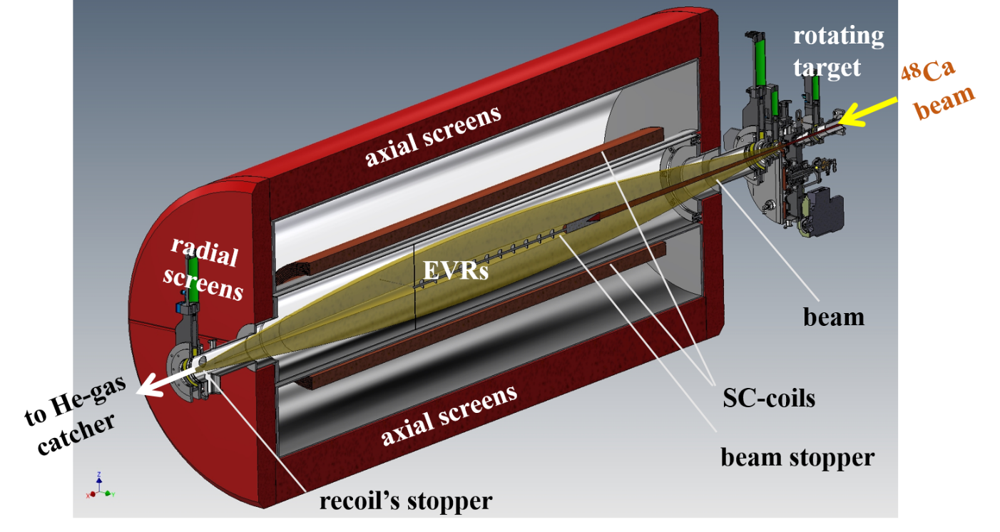 rotating
target
⁴⁸Ca
beam
axial screens
radial
screens
EVRs
beam
to He-gas
catcher
SC-coils
axial screens
beam stopper
recoil’s stopper
Z
X
Y